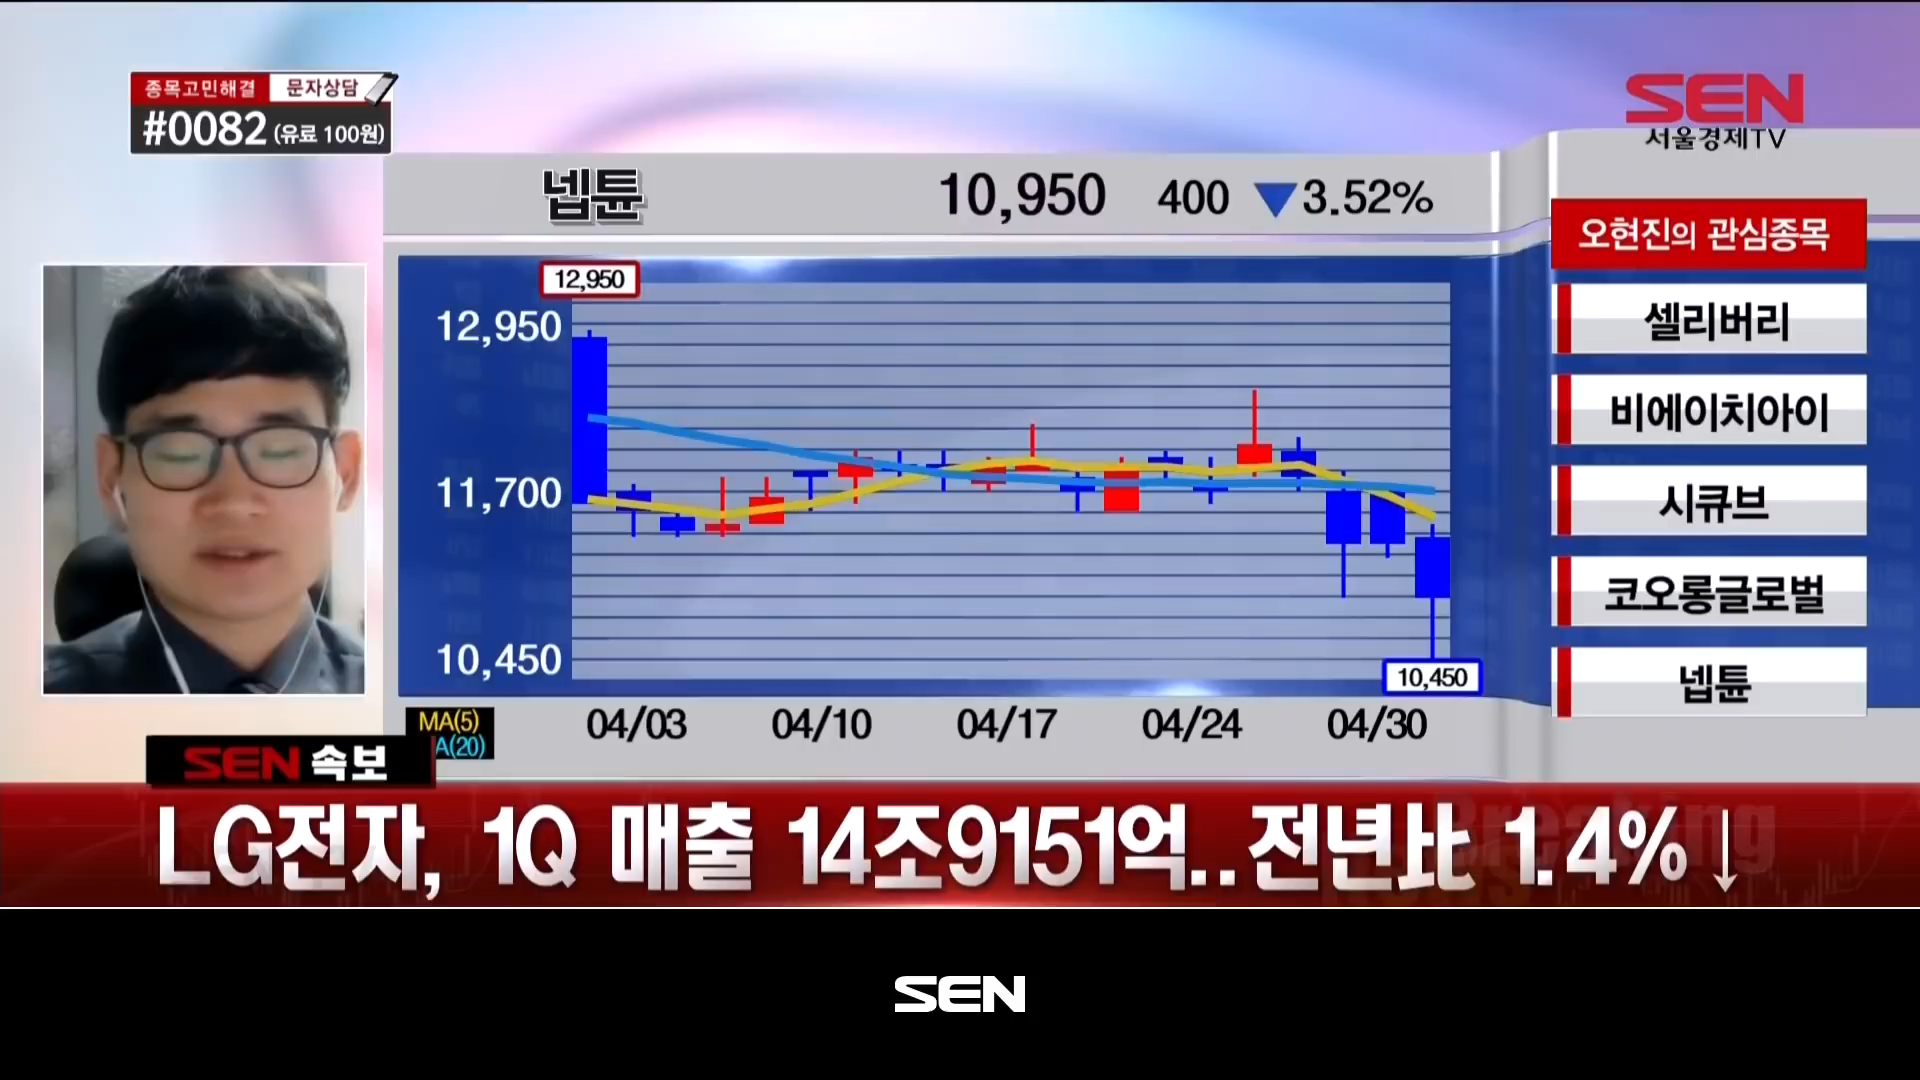 종목고민해결 문자상담
#0082 (유료 100원)
SEN
서울경제TV
넵튠 10,950 400 ▼3.52%
오현진의 관심종목
셀리버리
비에이치아이
시큐브
코오롱글로벌
넵튠
12,950
12,950
11,700
10,450
10,450
04/03 04/10 04/17 04/24 04/30
MA(5)
A(20)
SEN 속보
LG전자, 1Q 매출 14조9151억..전년比 1.4%↓
Breaking
SEN